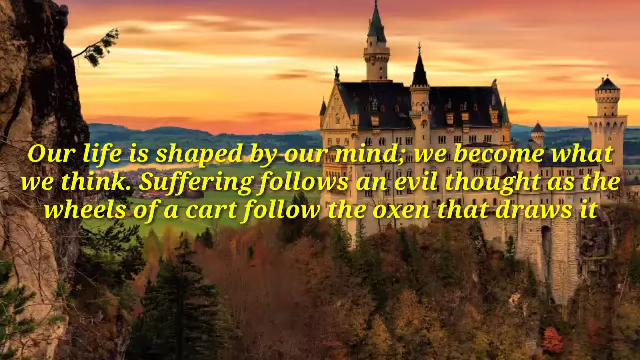 Our life is shaped by our mind; we become what
we think. Suffering follows an evil thought as the
wheels of a cart follow the oxen that draws it